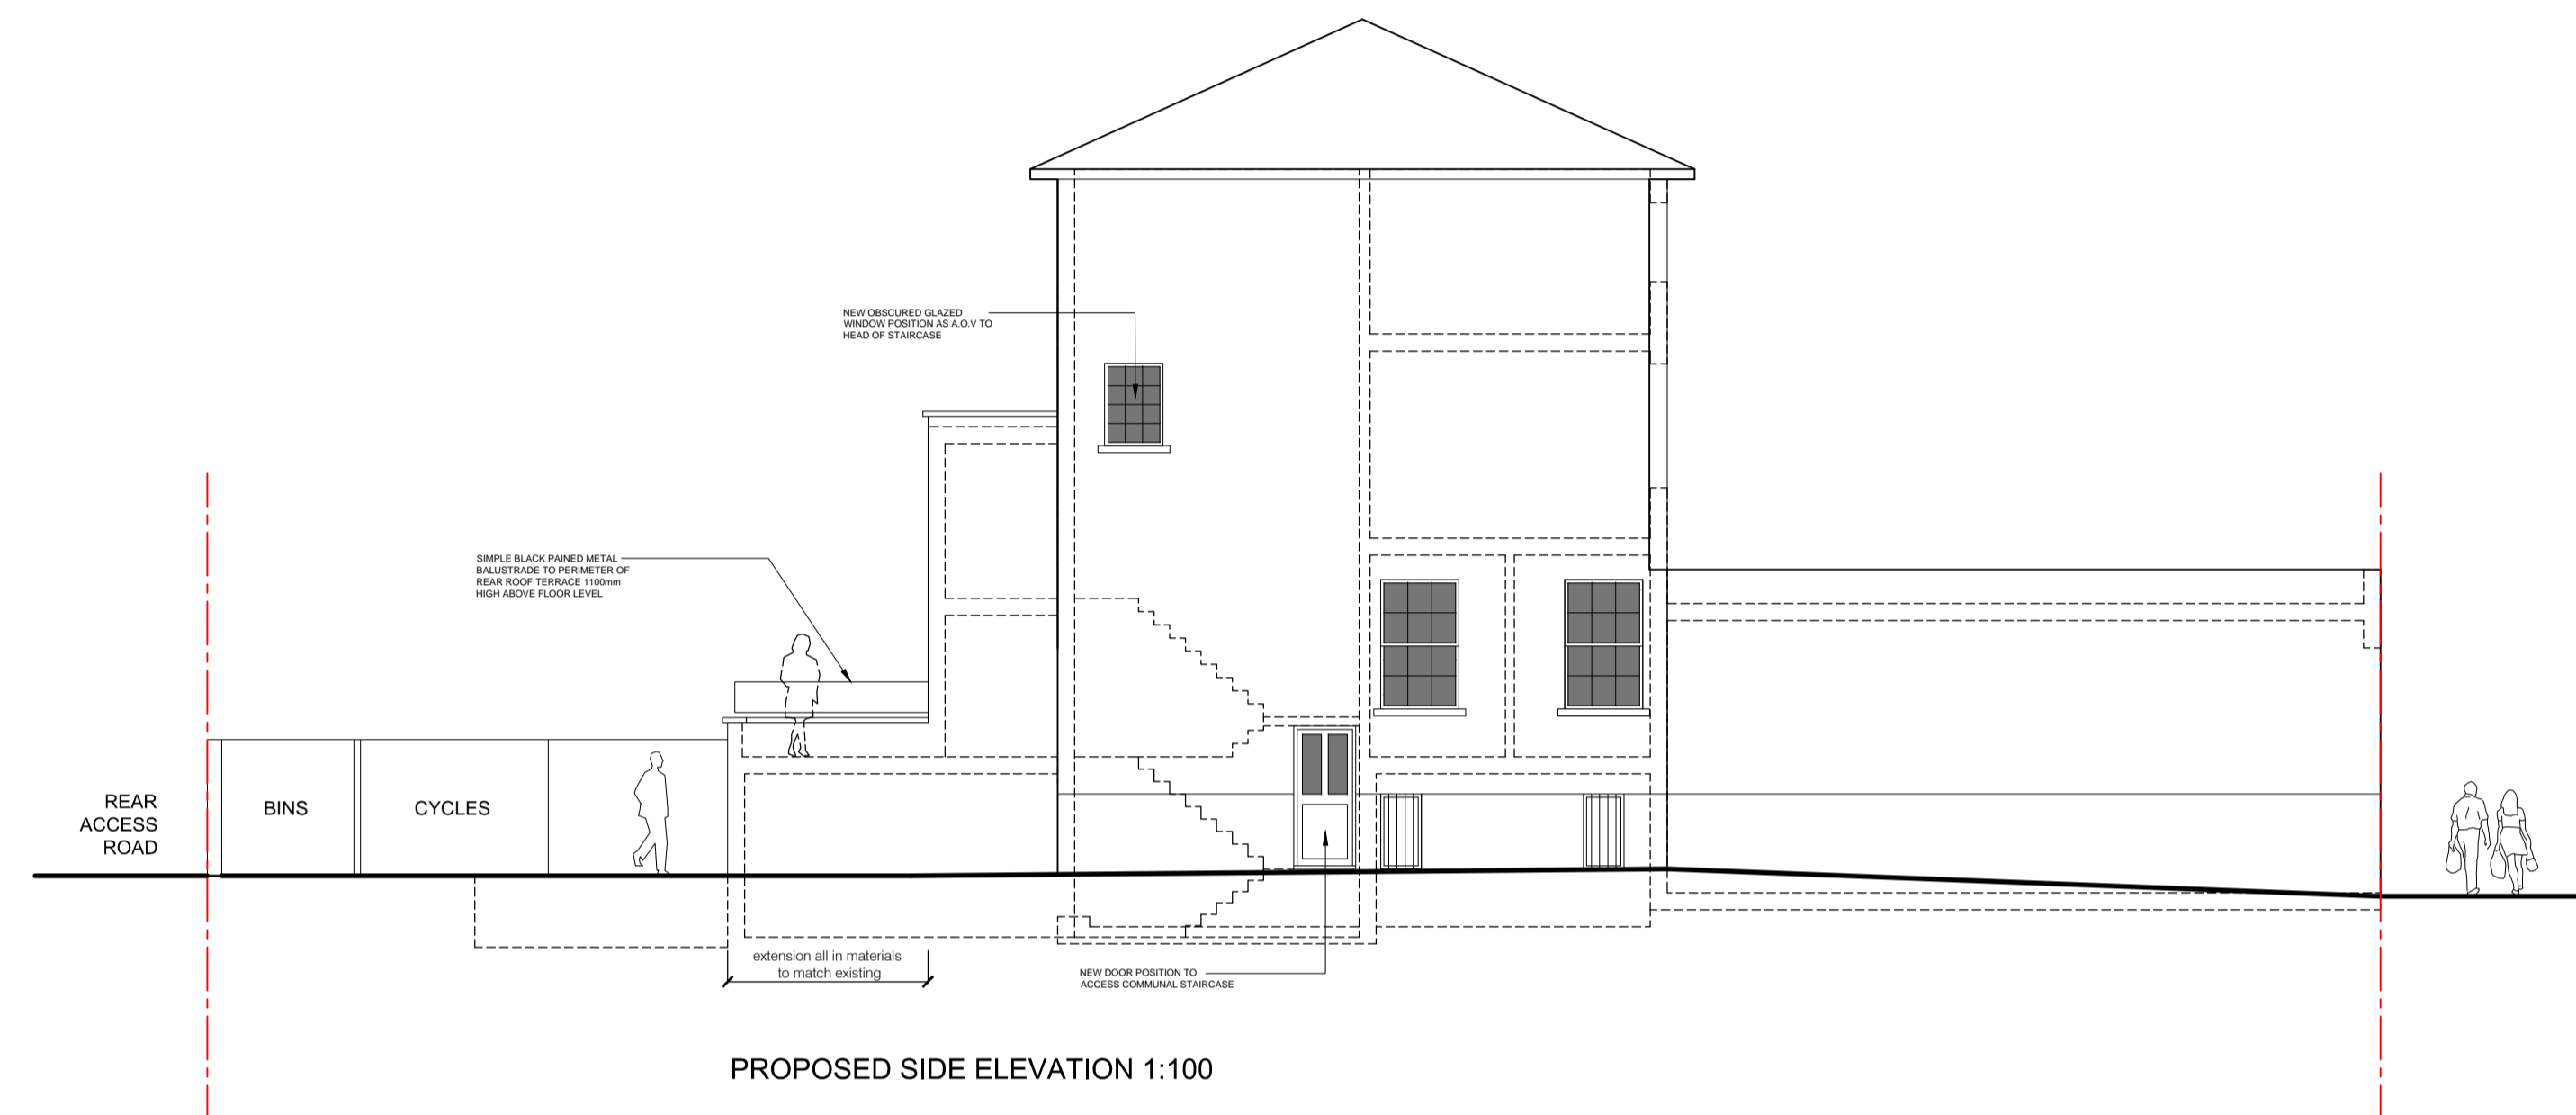 NEW OBSCURED GLAZED
WINDOW POSITION AS A.O.V TO
HEAD OF STAIRCASE
SIMPLE BLACK PAINED METAL
BALUSTRADE TO PERIMETER OF
REAR ROOF TERRACE 1100mm
HIGH ABOVE FLOOR LEVEL
REAR
ACCESS
ROAD
BINS
CYCLES
extension all in materials
to match existing
NEW DOOR POSITION TO
ACCESS COMMUNAL STAIRCASE
PROPOSED SIDE ELEVATION 1:100